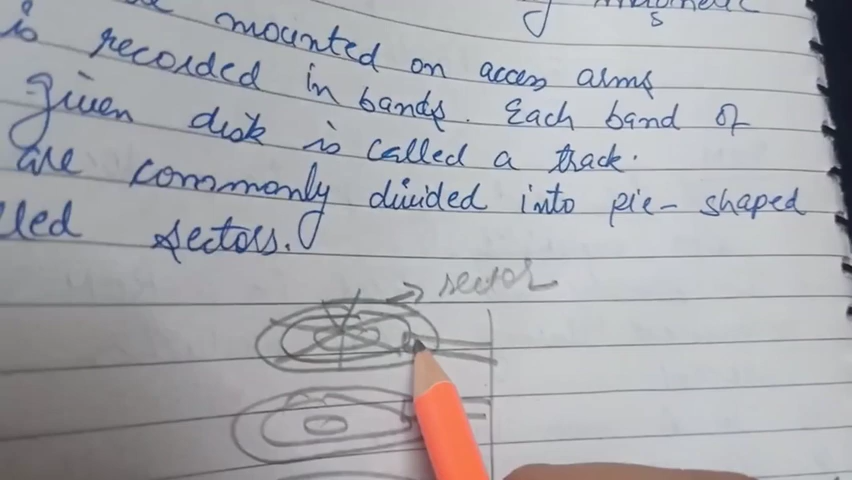 mounted on access arms
is recorded in bands. Each band of
given disk is called a track.
are commonly divided into pie-shaped
sectors.
→ sector